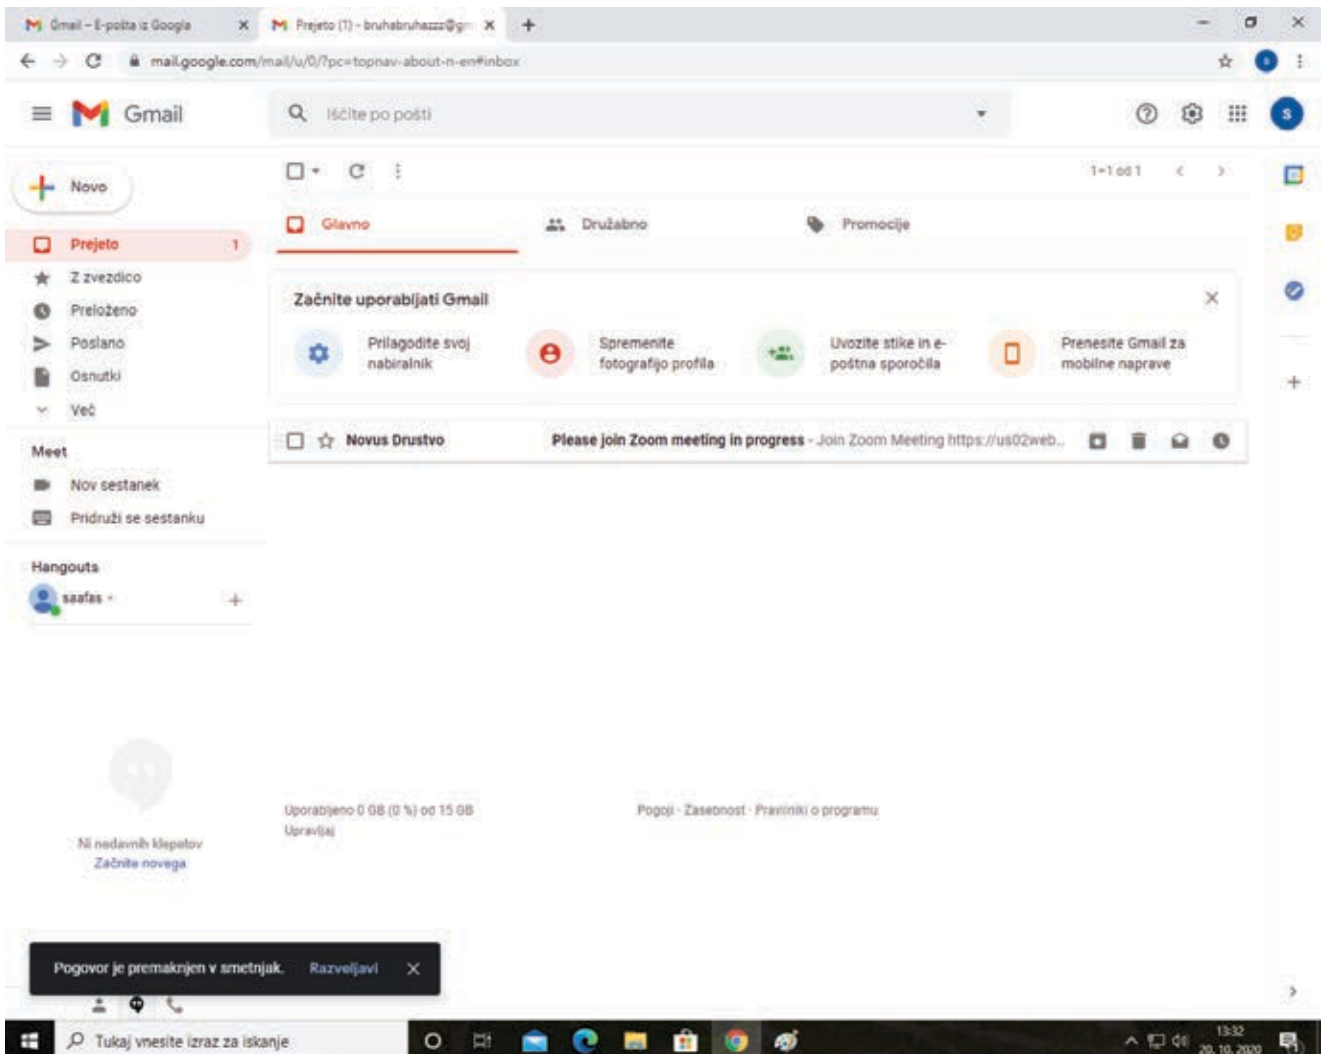 Gmail – E-pošta iz Googla
Prejeto (1) - bruhabruhazzz@gm
mail.google.com/mail/u/0/?pc=topnav-about-n-en#inbox
s
Gmail
Iščite po pošti
s
Novo
1–1 od 1
Glavno
Družabno
Promocije
Prejeto
1
Z zvezdico
Preloženo
Poslano
Osnutki
Več
Začnite uporabljati Gmail
Prilagodite svoj
nabiralnik
Spremenite
fotografijo profila
Uvozite stike in e-
poštna sporočila
Prenesite Gmail za
mobilne naprave
Novus Drustvo
Please join Zoom meeting in progress - Join Zoom Meeting https://us02web...
Meet
Nov sestanek
Pridruži se sestanku
Hangouts
saafas
Ni nedavnih klepetov
Začnite novega
Uporabljeno 0 GB (0 %) od 15 GB
Upravljaj
Pogoji · Zasebnost · Pravilniki o programu
Pogovor je premaknjen v smetnjak.
Razveljavi
Tukaj vnesite izraz za iskanje
13:32
20. 10. 2020